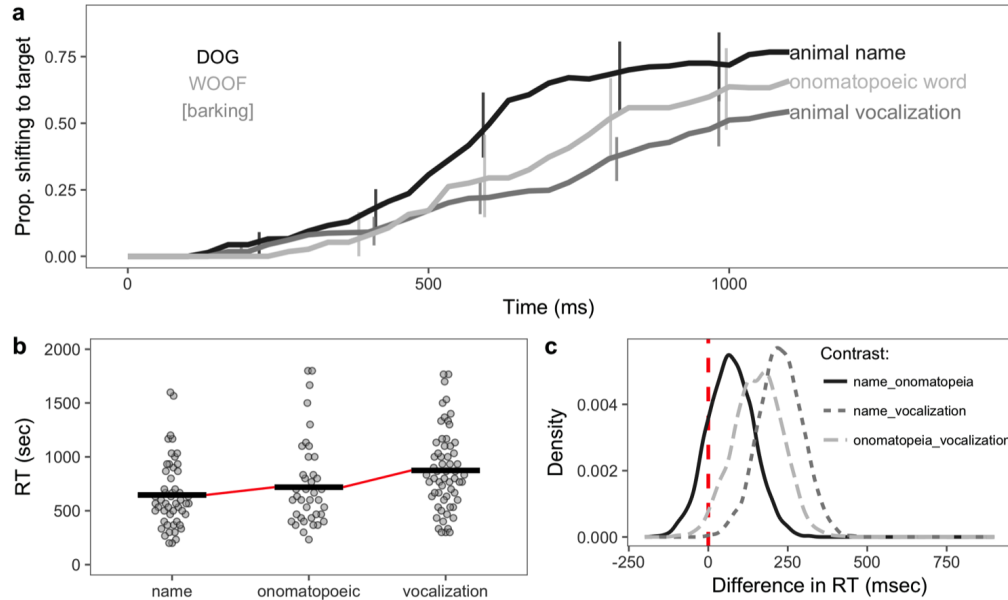 a
Prop. shifting to target
0.75
0.50
0.25
0.00
DOG
WOOF
[barking]
animal name
onomatopoeic word
animal vocalization
0
500
1000
Time (ms)
b
RT (sec)
2000
1500
1000
500
0
name
onomatopoeic
vocalization
c
Density
0.004
0.002
0.000
Contrast:
name_onomatopeia
name_vocalization
onomatopeia_vocalization
-250
0
250
500
750
Difference in RT (msec)